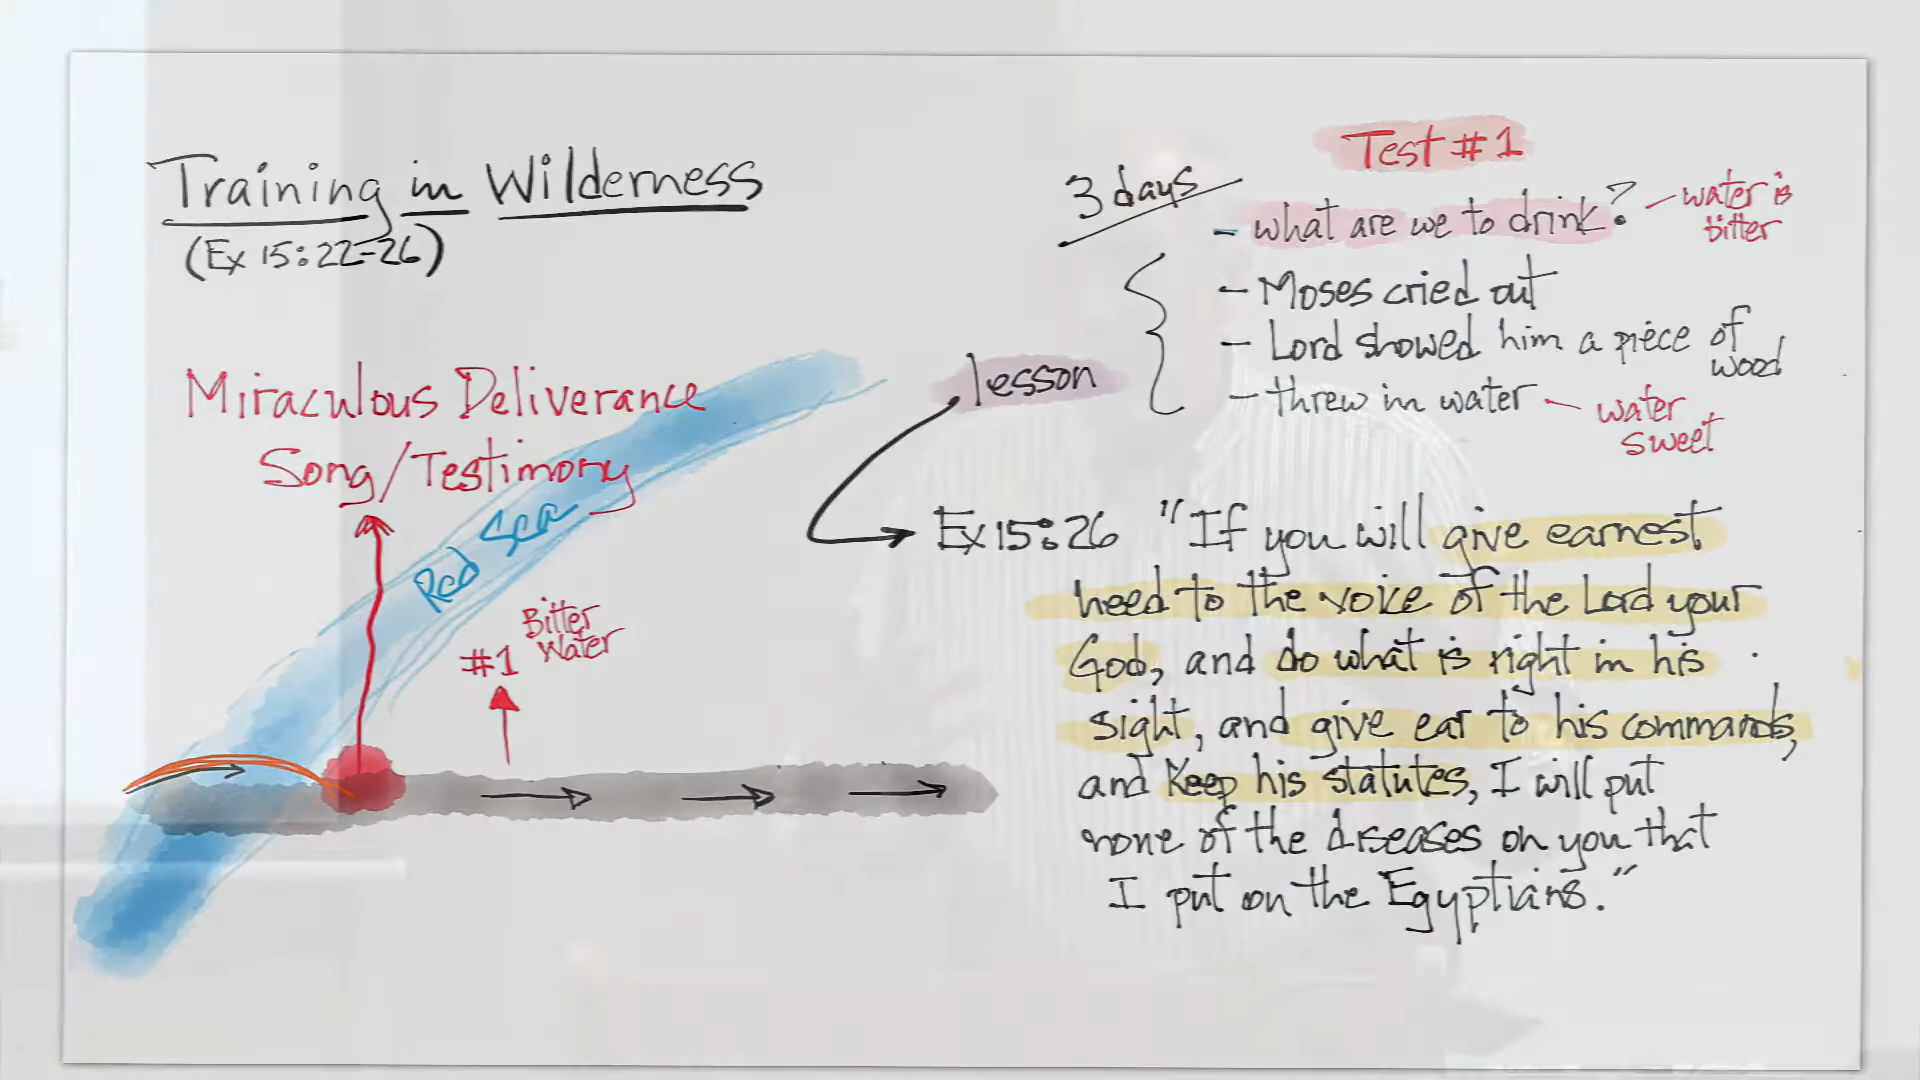 Training in Wilderness
(Ex 15:22-26)
Miraculous Deliverance
Song/Testimony
Red Sea
#1 Bitter
Water
Test #1
3 days
- what are we to drink? - water is
bitter
- Moses cried out
- Lord showed him a piece of
wood
- threw in water - water
sweet
lesson
Ex 15:26 "If you will give earnest
heed to the voice of the Lord your
God, and do what is right in his
sight, and give ear to his commands,
and keep his statutes, I will put
none of the diseases on you that
I put on the Egyptians."